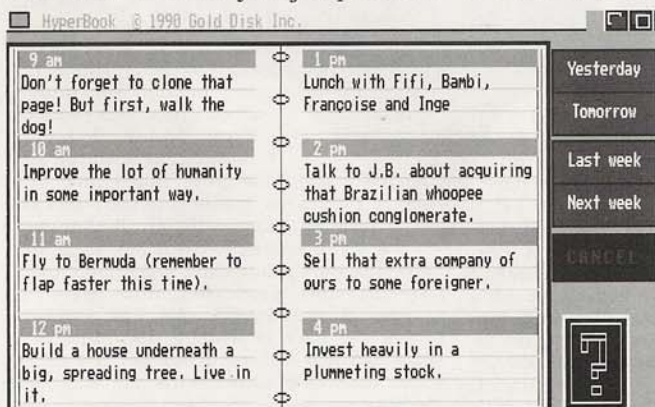 HyperBook © 1990 Gold Disk Inc.
9 am
Don't forget to clone that
page! But first, walk the
dog!
10 am
Improve the lot of humanity
in some important way.
11 am
Fly to Bermuda (remember to
flap faster this time).
12 pm
Build a house underneath a
big, spreading tree. Live in
it.
1 pm
Lunch with Fifi, Bambi,
Françoise and Inge
2 pm
Talk to J.B. about acquiring
that Brazilian whoopee
cushion conglomerate.
3 pm
Sell that extra company of
ours to some foreigner.
4 pm
Invest heavily in a
plummeting stock.
Yesterday
Tomorrow
Last week
Next week
CANCEL
?